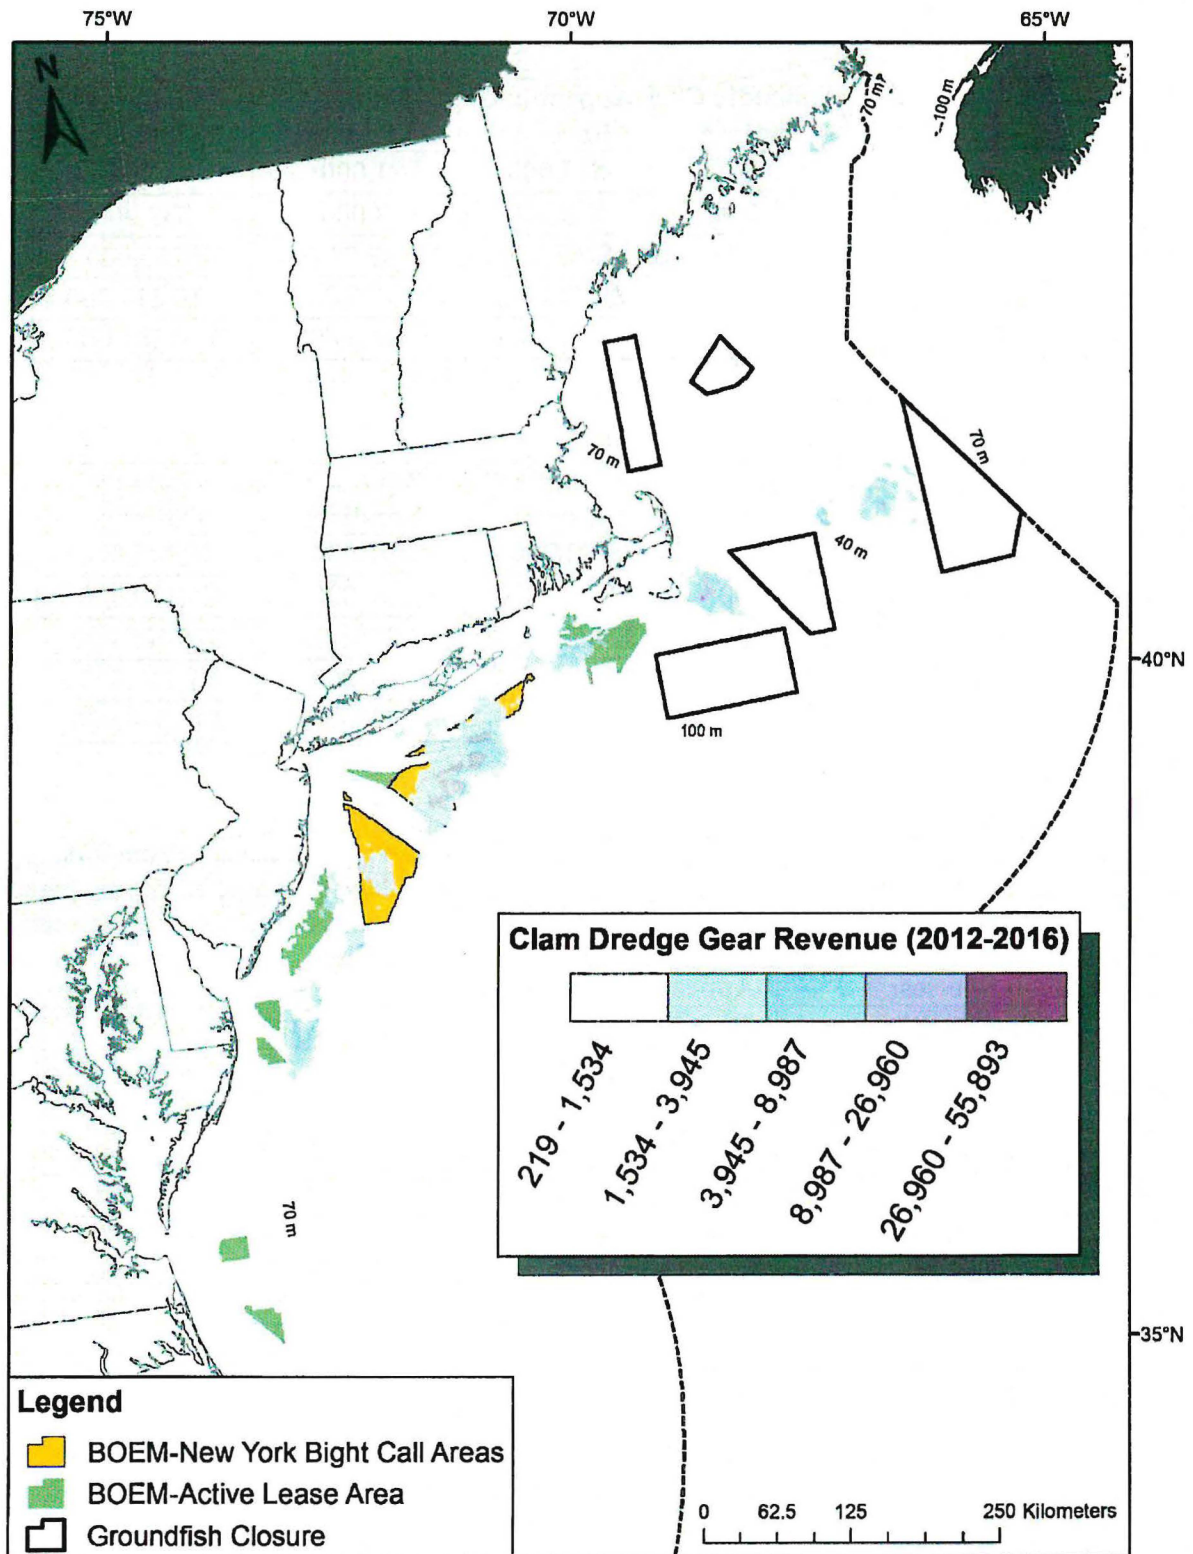 75°W
70°W
65°W
N
70 m
100 m
70 m
70 m
40 m
40°N
100 m
Clam Dredge Gear Revenue (2012-2016)
219 - 1,534
1,534 - 3,945
3,945 - 8,987
8,987 - 26,960
26,960 - 55,893
70 m
35°N
Legend
BOEM-New York Bight Call Areas
BOEM-Active Lease Area
Groundfish Closure
0 62.5 125 250 Kilometers